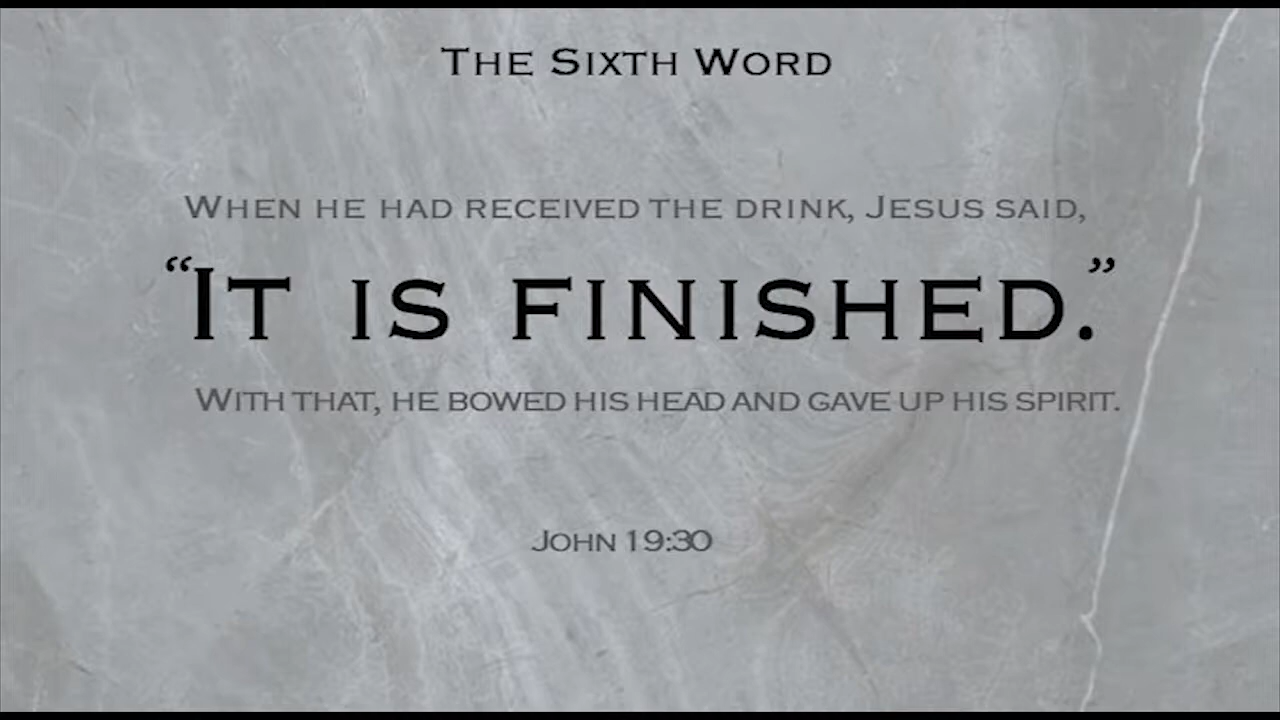 The Sixth Word
When he had received the drink, Jesus said,
“It is finished.”
With that, he bowed his head and gave up his spirit.
John 19:30